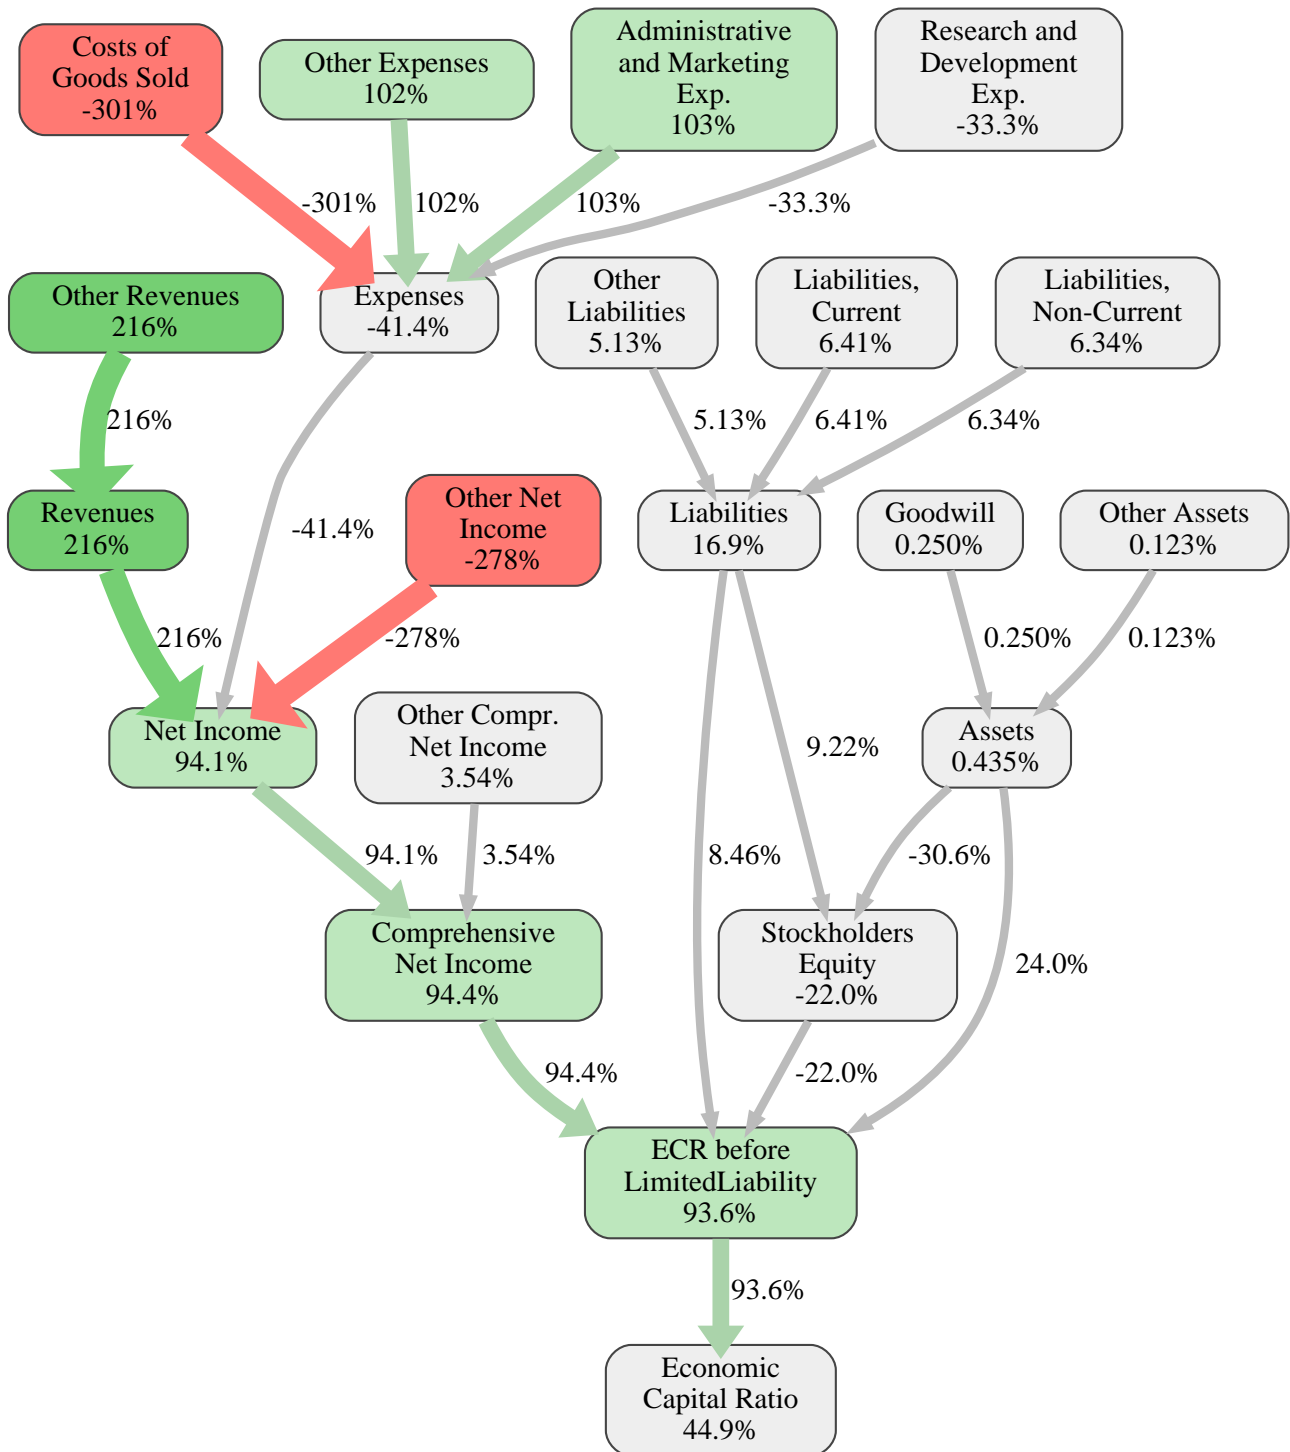 Costs of
Goods Sold
-301%
Other Expenses
102%
Administrative
and Marketing
Exp.
103%
Research and
Development
Exp.
-33.3%
-301%
102%
103%
-33.3%
Other Revenues
216%
Expenses
-41.4%
Other
Liabilities
5.13%
Liabilities,
Current
6.41%
Liabilities,
Non-Current
6.34%
216%
5.13%
6.41%
6.34%
Revenues
216%
-41.4%
Other Net
Income
-278%
Liabilities
16.9%
Goodwill
0.250%
Other Assets
0.123%
216%
-278%
0.250%
0.123%
Net Income
94.1%
Other Compr.
Net Income
3.54%
9.22%
Assets
0.435%
94.1%
3.54%
8.46%
-30.6%
Comprehensive
Net Income
94.4%
Stockholders
Equity
-22.0%
24.0%
94.4%
-22.0%
ECR before
LimitedLiability
93.6%
93.6%
Economic
Capital Ratio
44.9%